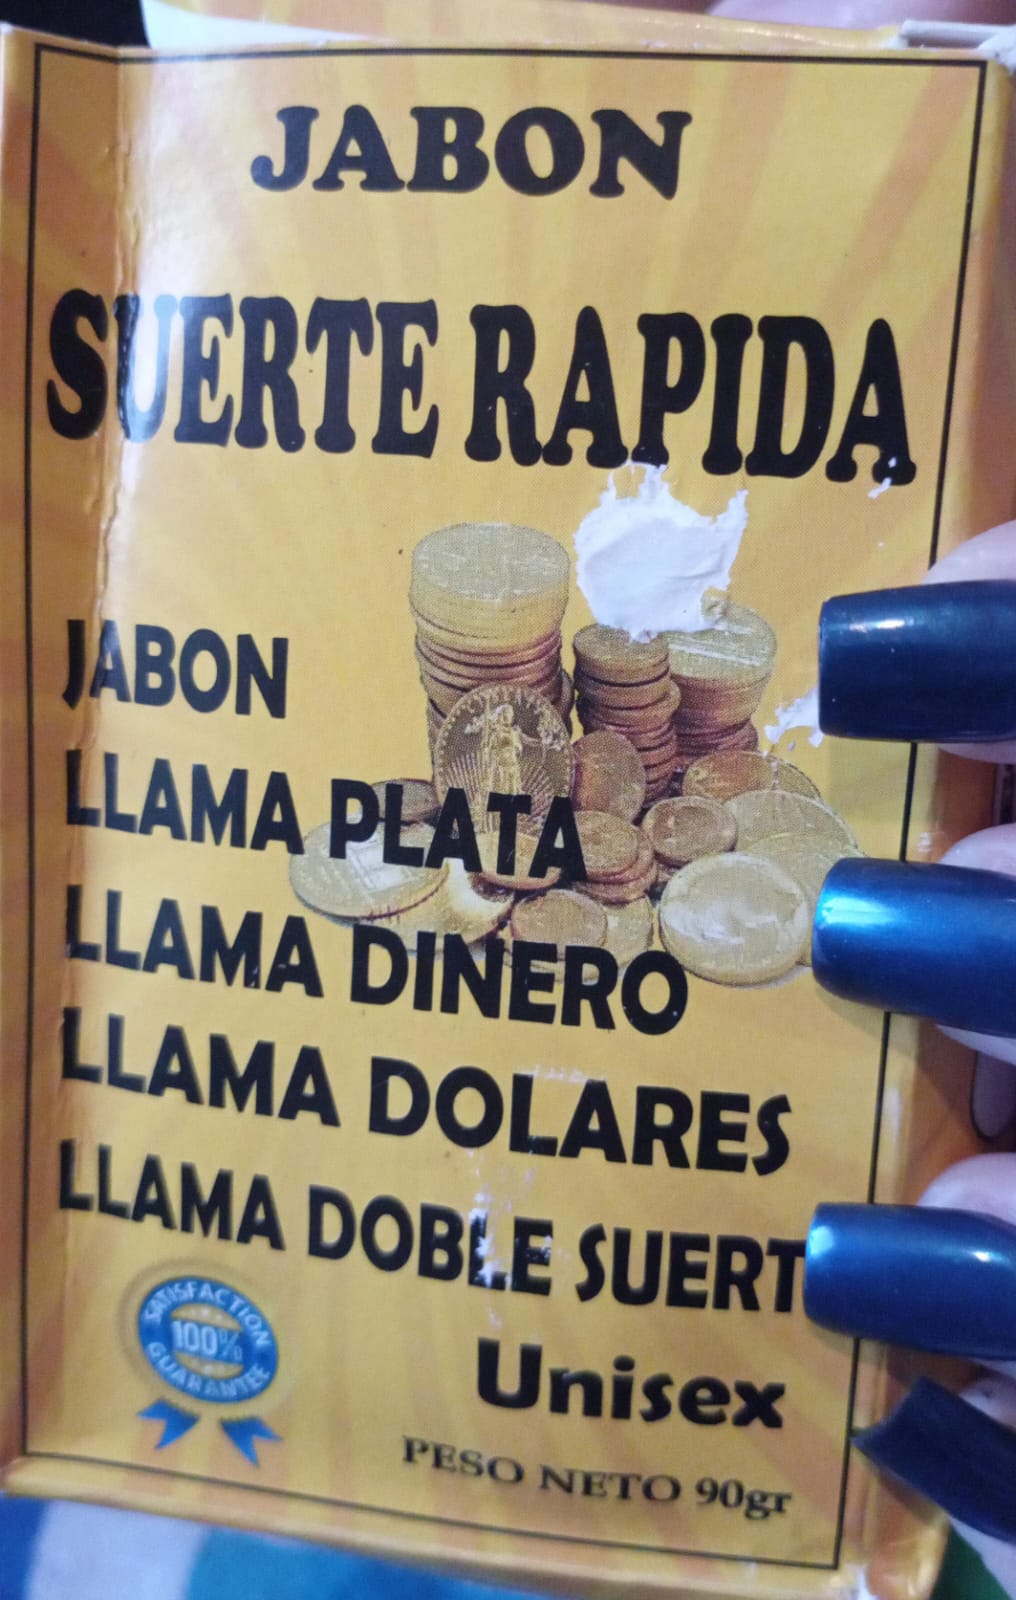 JABON
SUERTE RAPIDA
JABON
LLAMA PLATA
LLAMA DINERO
LLAMA DOLARES
LLAMA DOBLE SUERT
SATISFACTION
100%
GUARANTEE
Unisex
PESO NETO 90gr